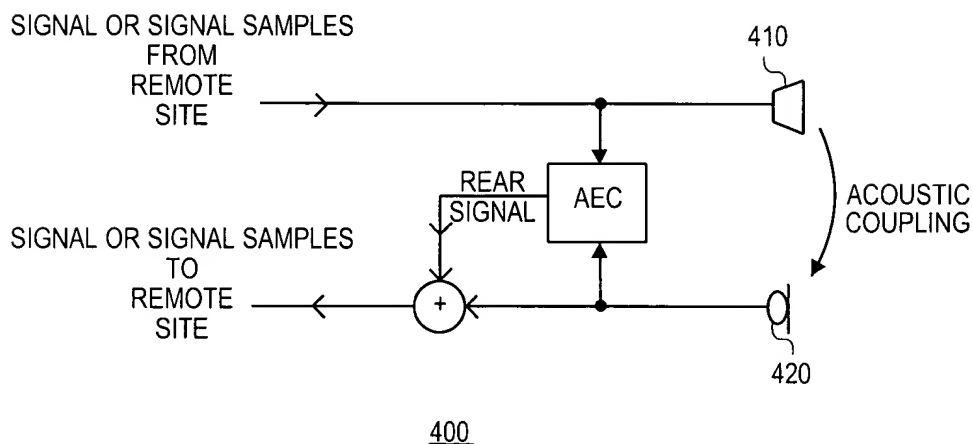 SIGNAL OR SIGNAL SAMPLES
FROM
REMOTE
SITE
410
REAR
SIGNAL
AEC
ACOUSTIC
COUPLING
SIGNAL OR SIGNAL SAMPLES
TO
REMOTE
SITE
+
420
400